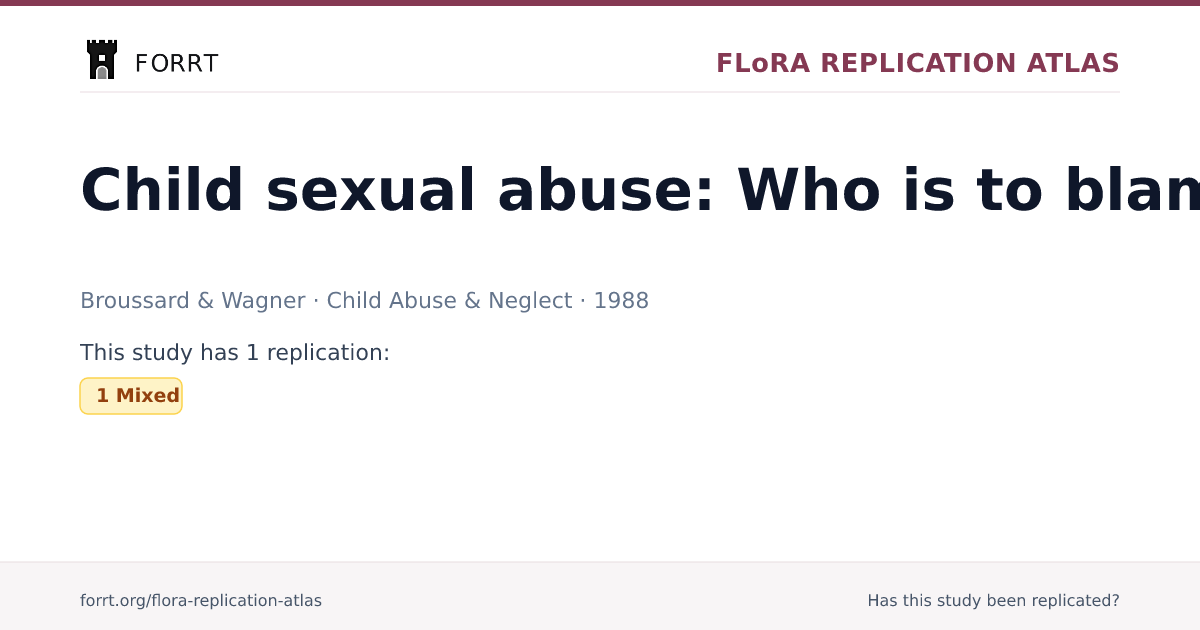 FORRT
FLoRA REPLICATION ATLAS
Child sexual abuse: Who is to blam
Broussard & Wagner · Child Abuse & Neglect · 1988
This study has 1 replication:
1 Mixed
forrt.org/flora-replication-atlas
Has this study been replicated?